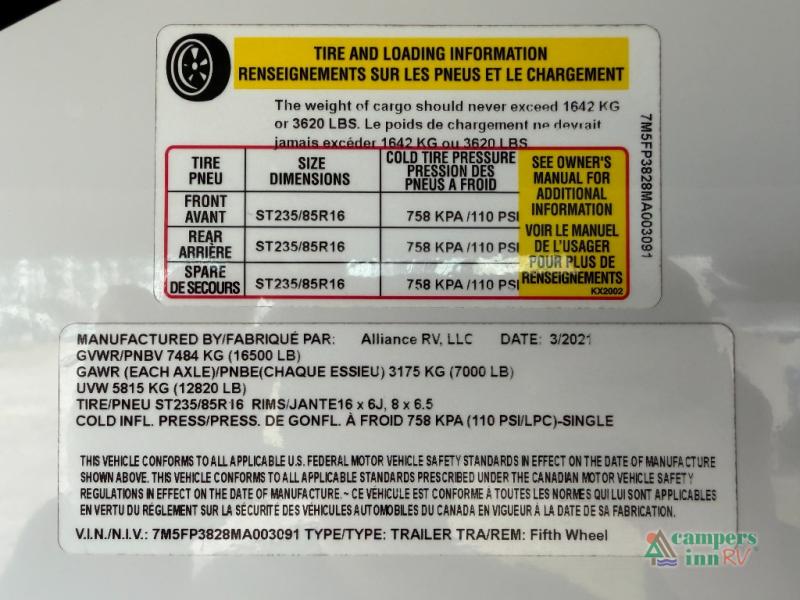 TIRE AND LOADING INFORMATION
RENSEIGNEMENTS SUR LES PNEUS ET LE CHARGEMENT
The weight of cargo should never exceed 1642 KG
or 3620 LBS. Le poids de chargement ne devrait
jamais excéder 1642 KG ou 3620 LBS
7M5FP3828MA003091
TIRE SIZE COLD TIRE PRESSURE
PNEU DIMENSIONS PRESSION DES
PNEUS A FROID
SEE OWNER'S
MANUAL FOR
ADDITIONAL
INFORMATION
VOIR LE MANUEL
DE L'USAGER
POUR PLUS DE
RENSEIGNEMENTS
KX2002
FRONT
AVANT ST235/85R16 758 KPA /110 PSI
REAR
ARRIÈRE ST235/85R16 758 KPA /110 PSI
SPARE
DE SECOURS ST235/85R16 758 KPA /110 PSI
MANUFACTURED BY/FABRIQUÉ PAR: Alliance RV, LLC DATE: 3/2021
GVWR/PNBV 7484 KG (16500 LB)
GAWR (EACH AXLE)/PNBE(CHAQUE ESSIEU) 3175 KG (7000 LB)
UVW 5815 KG (12820 LB)
TIRE/PNEU ST235/85R16 RIMS/JANTE16 x 6J, 8 x 6.5
COLD INFL. PRESS/PRESS. DE GONFL. À FROID 758 KPA (110 PSI/LPC)-SINGLE
THIS VEHICLE CONFORMS TO ALL APPLICABLE U.S. FEDERAL MOTOR VEHICLE SAFETY STANDARDS IN EFFECT ON THE DATE OF MANUFACTURE
SHOWN ABOVE. THIS VEHICLE CONFORMS TO ALL APPLICABLE STANDARDS PRESCRIBED UNDER THE CANADIAN MOTOR VEHICLE SAFETY
REGULATIONS IN EFFECT ON THE DATE OF MANUFACTURE. ~ CE VÉHICULE EST CONFORME À TOUTES LES NORMES QUI LUI SONT APPLICABLES
EN VERTU DU RÉGLEMENT SUR LA SÉCURITÉ DES VÉHICULES AUTOMOBILES DU CANADA EN VIGUEUR À LA DATE DE SA FABRICATION.
V.I.N./N.I.V.: 7M5FP3828MA003091 TYPE/TYPE: TRAILER TRA/REM: Fifth Wheel
campers
inn RV